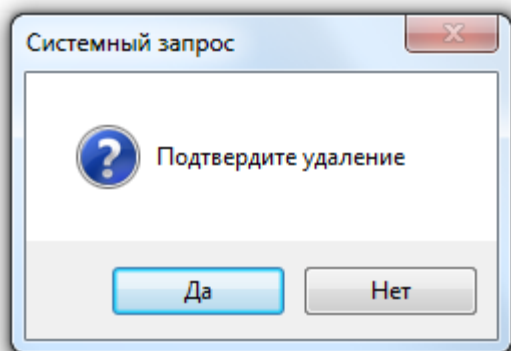 Системный запрос
Подтвердите удаление
Да
Нет